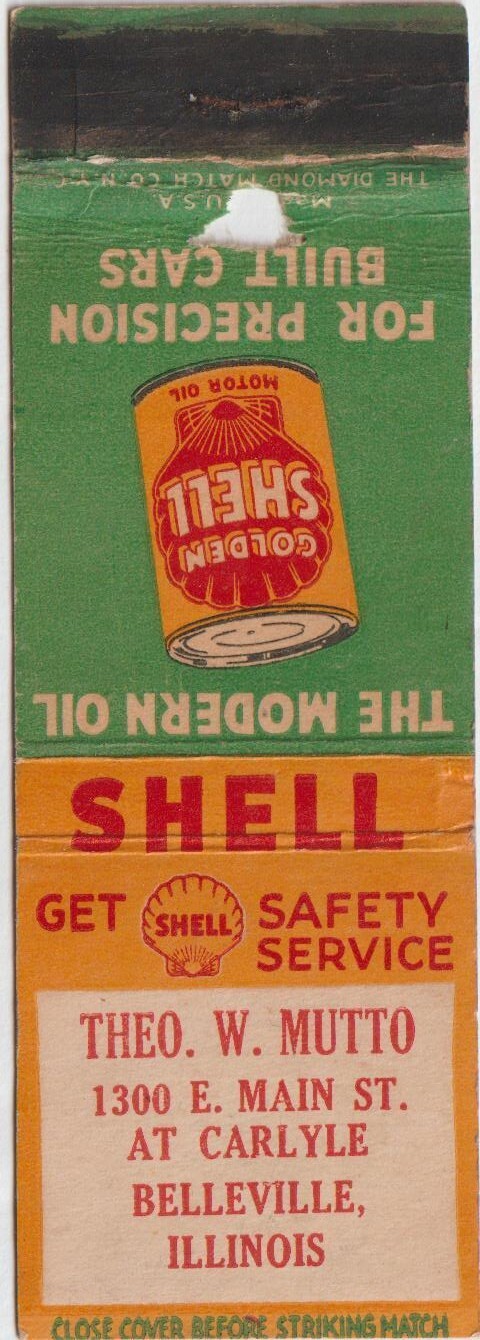 THE MODERN OIL
GOLDEN
SHELL
MOTOR OIL
FOR PRECISION
BUILT CARS
U.S.A.
THE DIAMOND MATCH CO. N.Y.C.
SHELL
GET SHELL SAFETY
SERVICE
THEO. W. MUTTO
1300 E. MAIN ST.
AT CARLYLE
BELLEVILLE,
ILLINOIS
CLOSE COVER BEFORE STRIKING MATCH